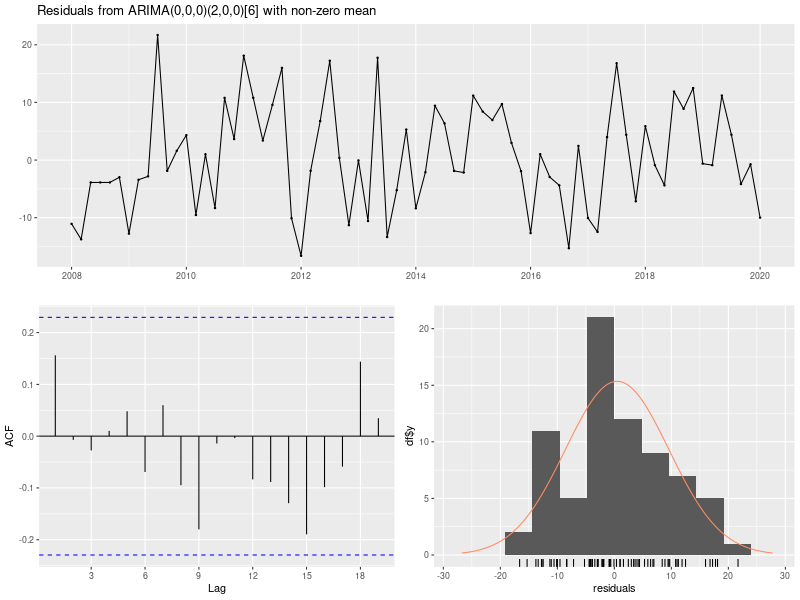 Residuals from ARIMA(0,0,0)(2,0,0)[6] with non-zero mean
20
10
0
-10
2008 2010 2012 2014 2016 2018 2020
ACF
0.2
0.1
0.0
-0.1
-0.2
3 6 9 12 15 18
Lag
df$y
20
15
10
5
0
-30 -20 -10 0 10 20 30
residuals